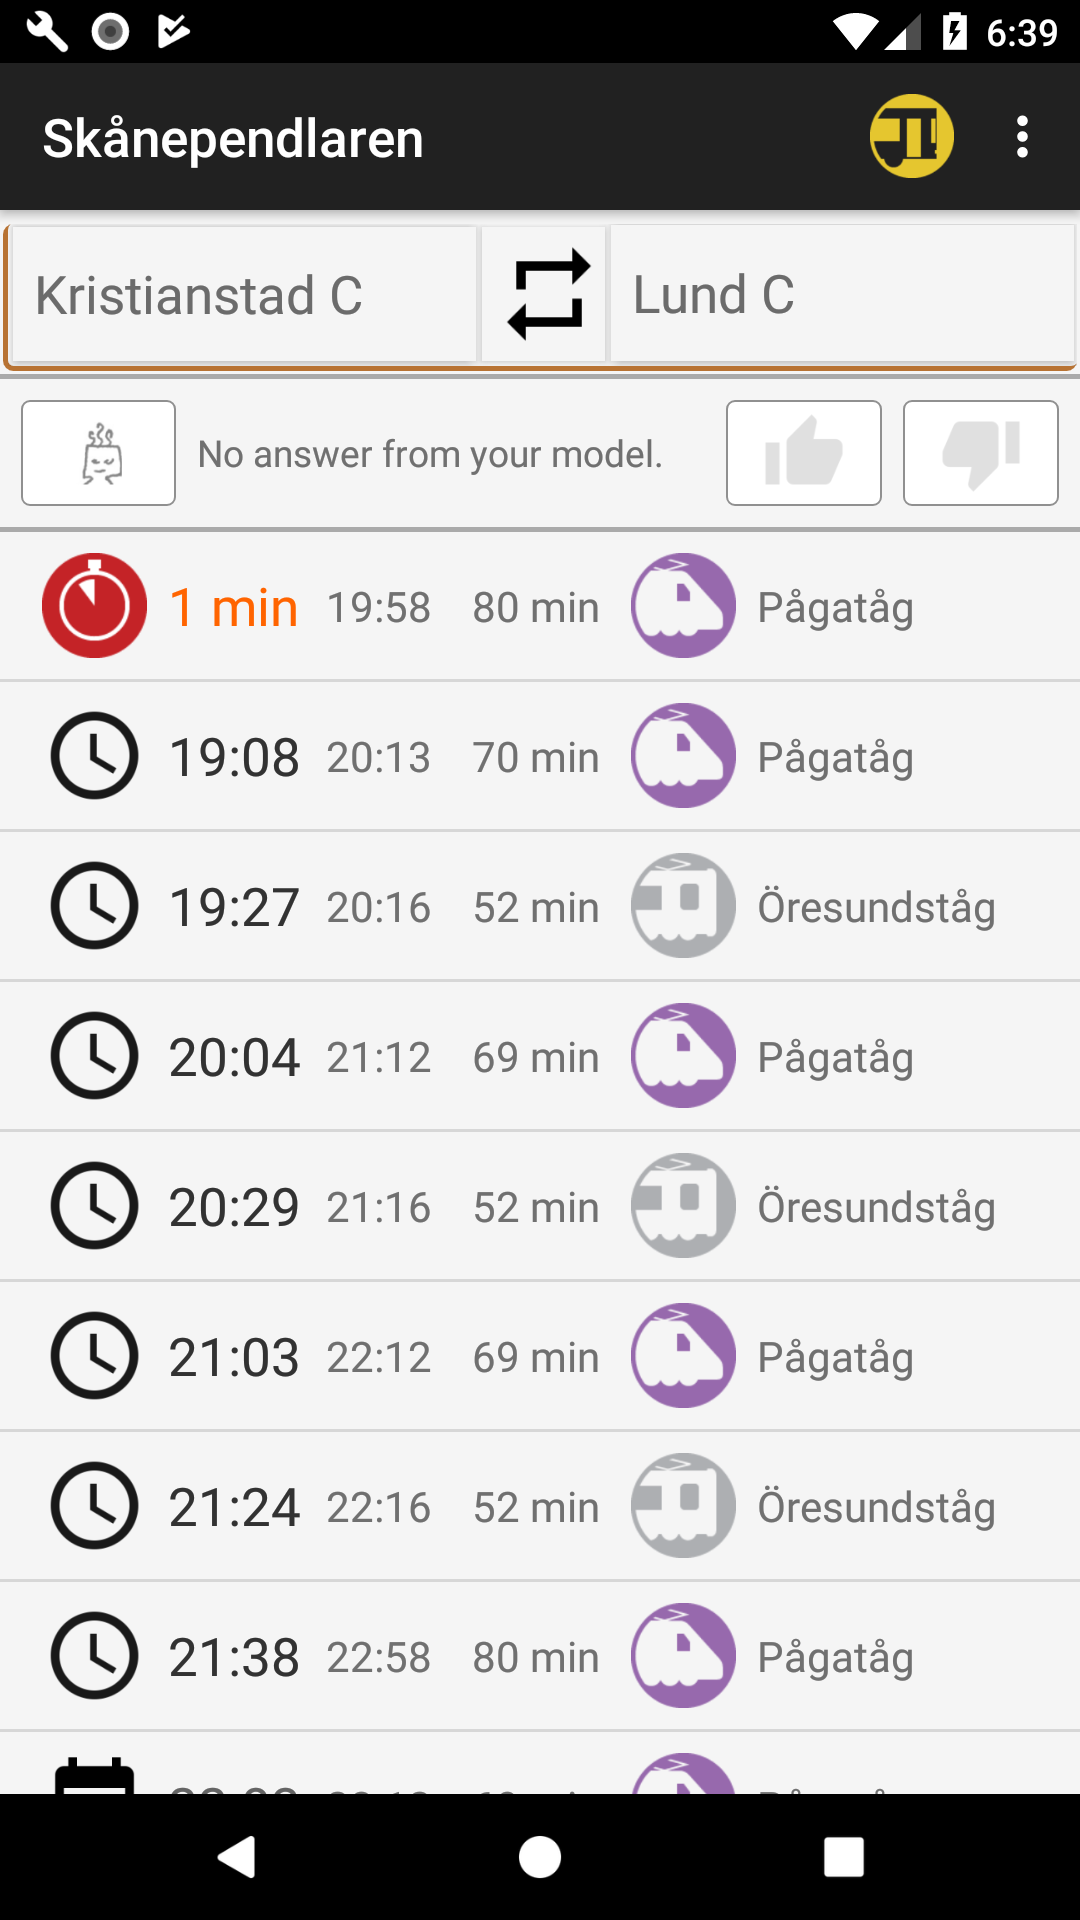 6:39
Skånependlaren
Kristianstad C
Lund C
No answer from your model.
1 min 19:58 80 min Pågatåg
19:08 20:13 70 min Pågatåg
19:27 20:16 52 min Öresundståg
20:04 21:12 69 min Pågatåg
20:29 21:16 52 min Öresundståg
21:03 22:12 69 min Pågatåg
21:24 22:16 52 min Öresundståg
21:38 22:58 80 min Pågatåg